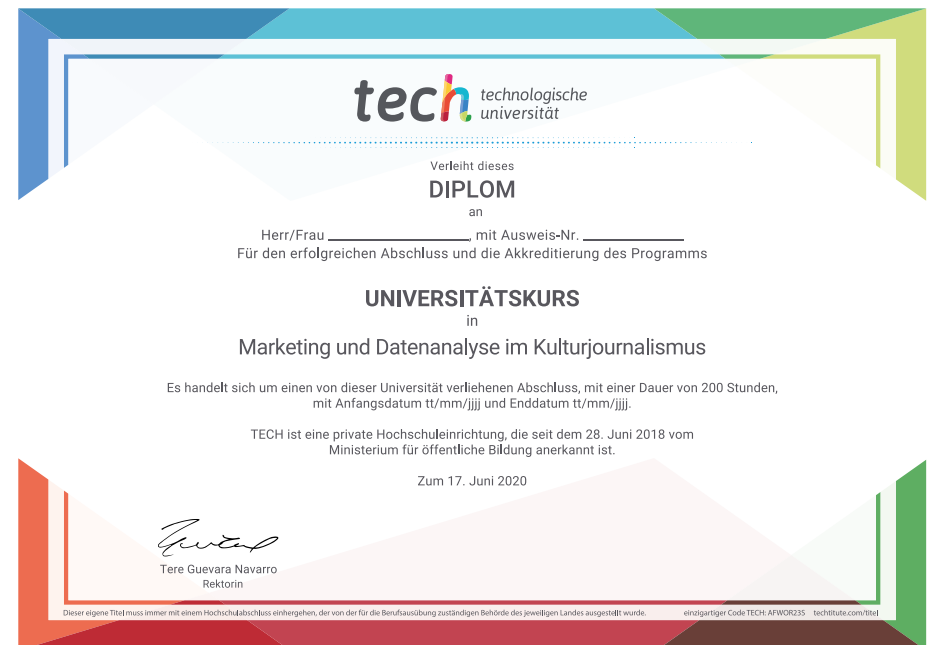 tech technologische
universität
Verleiht dieses
DIPLOM
an
Herr/Frau ____________, mit Ausweis-Nr. ____________
Für den erfolgreichen Abschluss und die Akkreditierung des Programms
UNIVERSITÄTSKURS
in
Marketing und Datenanalyse im Kulturjournalismus
Es handelt sich um einen von dieser Universität verliehenen Abschluss, mit einer Dauer von 200 Stunden,
mit Anfangsdatum tt/mm/jjjj und Enddatum tt/mm/jjjj.
TECH ist eine private Hochschuleinrichtung, die seit dem 28. Juni 2018 vom
Ministerium für öffentliche Bildung anerkannt ist.
Zum 17. Juni 2020
Tere Guevara Navarro
Rektorin
Dieser eigene Titel muss immer mit einem Hochschulabschluss einhergehen, der von der für die Berufsausübung zuständigen Behörde des jeweiligen Landes ausgestellt wurde. einzigartiger Code TECH: AFWOR23S techtitute.com/titel